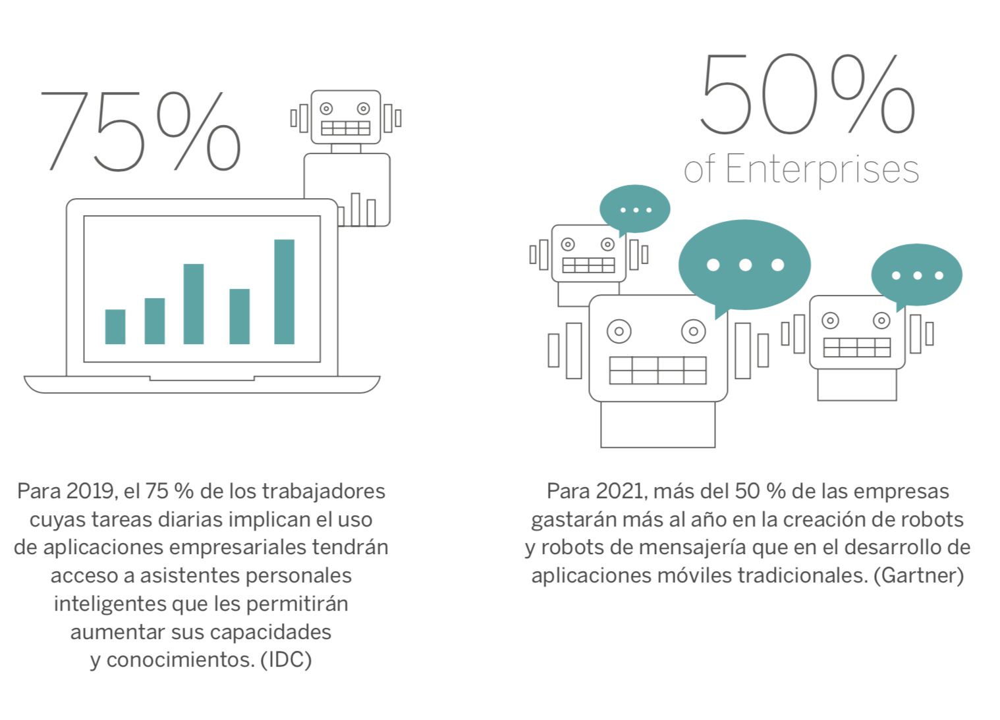 75%
Para 2019, el 75 % de los trabajadores
cuyas tareas diarias implican el uso
de aplicaciones empresariales tendrán
acceso a asistentes personales
inteligentes que les permitirán
aumentar sus capacidades
y conocimientos. (IDC)
50%
of Enterprises
Para 2021, más del 50 % de las empresas
gastarán más al año en la creación de robots
y robots de mensajería que en el desarrollo de
aplicaciones móviles tradicionales. (Gartner)